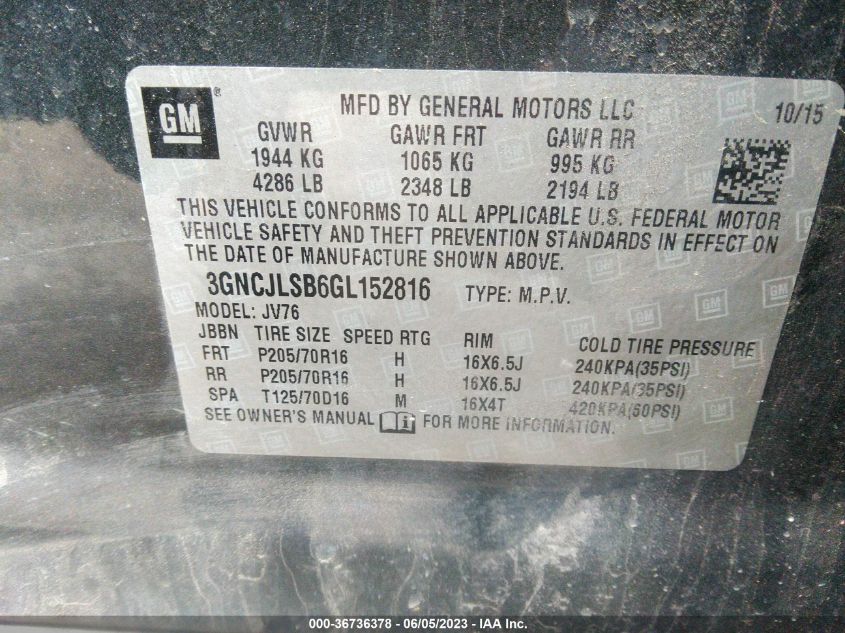 GM ®
MFD BY GENERAL MOTORS LLC
10/15
GVWR GAWR FRT GAWR RR
1944 KG 1065 KG 995 KG
4286 LB 2348 LB 2194 LB
THIS VEHICLE CONFORMS TO ALL APPLICABLE U.S. FEDERAL MOTOR
VEHICLE SAFETY AND THEFT PREVENTION STANDARDS IN EFFECT ON
THE DATE OF MANUFACTURE SHOWN ABOVE.
3GNCJLSB6GL152816 TYPE: M.P.V.
MODEL: JV76
JBBN TIRE SIZE SPEED RTG RIM COLD TIRE PRESSURE
FRT P205/70R16 H 16X6.5J 240KPA(35PSI)
RR P205/70R16 H 16X6.5J 240KPA(35PSI)
SPA T125/70D16 M 16X4T 420KPA(60PSI)
SEE OWNER'S MANUAL FOR MORE INFORMATION.
000-36736378 - 06/05/2023 - IAA Inc.